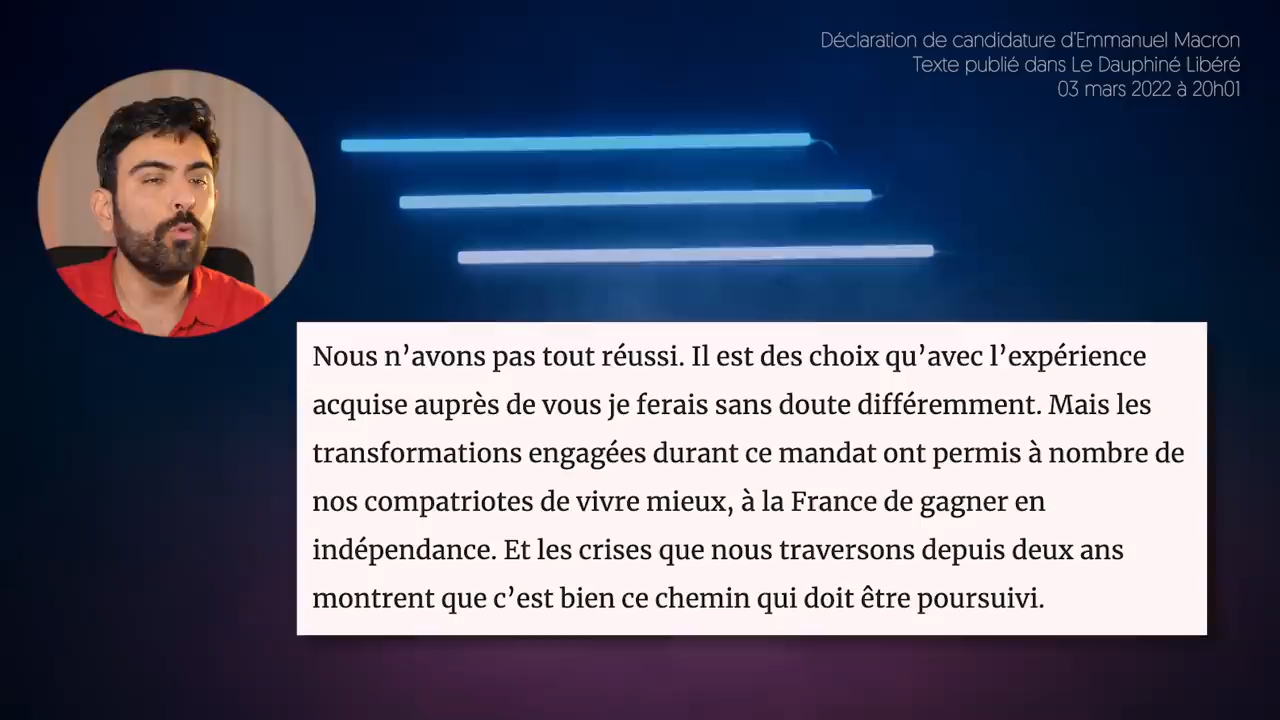 Déclaration de candidature d'Emmanuel Macron
Texte publié dans Le Dauphiné Libéré
03 mars 2022 à 20h01
Nous n’avons pas tout réussi. Il est des choix qu’avec l’expérience
acquise auprès de vous je ferais sans doute différemment. Mais les
transformations engagées durant ce mandat ont permis à nombre de
nos compatriotes de vivre mieux, à la France de gagner en
indépendance. Et les crises que nous traversons depuis deux ans
montrent que c’est bien ce chemin qui doit être poursuivi.